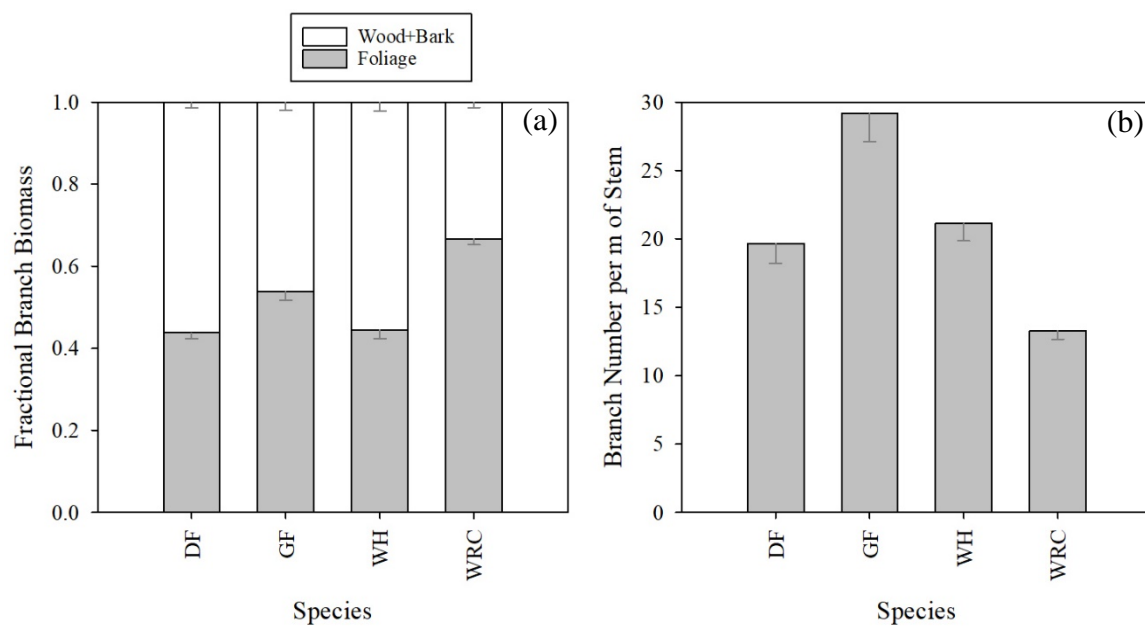 Wood+Bark
Foliage
(a)
Fractional Branch Biomass
1.0
0.8
0.6
0.4
0.2
0.0
DF
GF
WH
WRC
Species
(b)
Branch Number per m of Stem
30
25
20
15
10
5
0
DF
GF
WH
WRC
Species